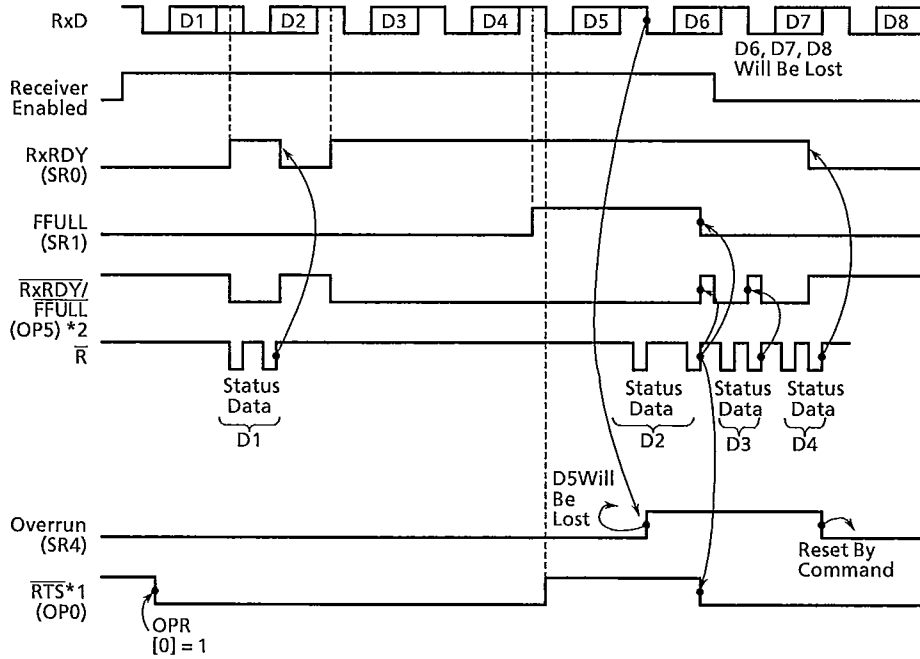 RxD D1 D2 D3 D4 D5 D6 D7 D8
D6, D7, D8
Will Be Lost
Receiver
Enabled
RxRDY
(SR0)
FFULL
(SR1)
RxRDY/
FFULL
(OP5) *2
R
Status
Data
D1
Status
Data
D2
Status
Data
D3
Status
Data
D4
D5Will
Be
Lost
Overrun
(SR4)
Reset By
Command
RTS*1
(OP0)
OPR
[0] = 1